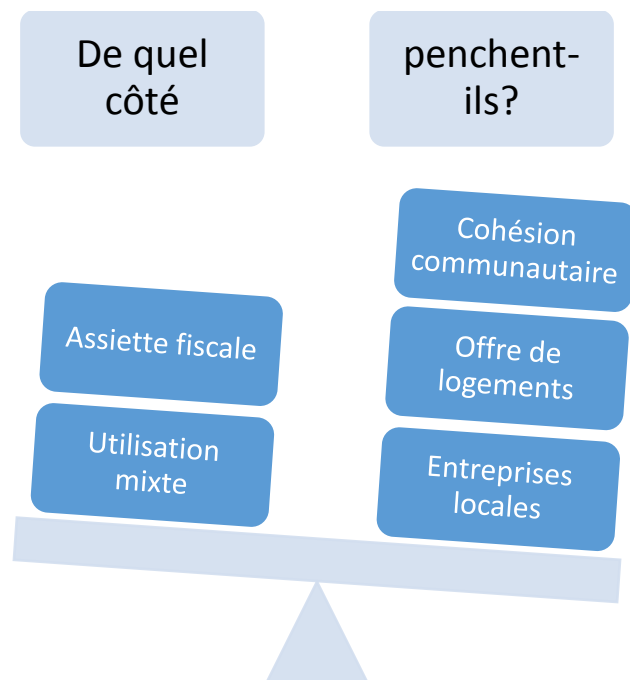 De quel
côté
penchent-
ils?
Cohésion
communautaire
Assiette fiscale
Offre de
logements
Utilisation
mixte
Entreprises
locales